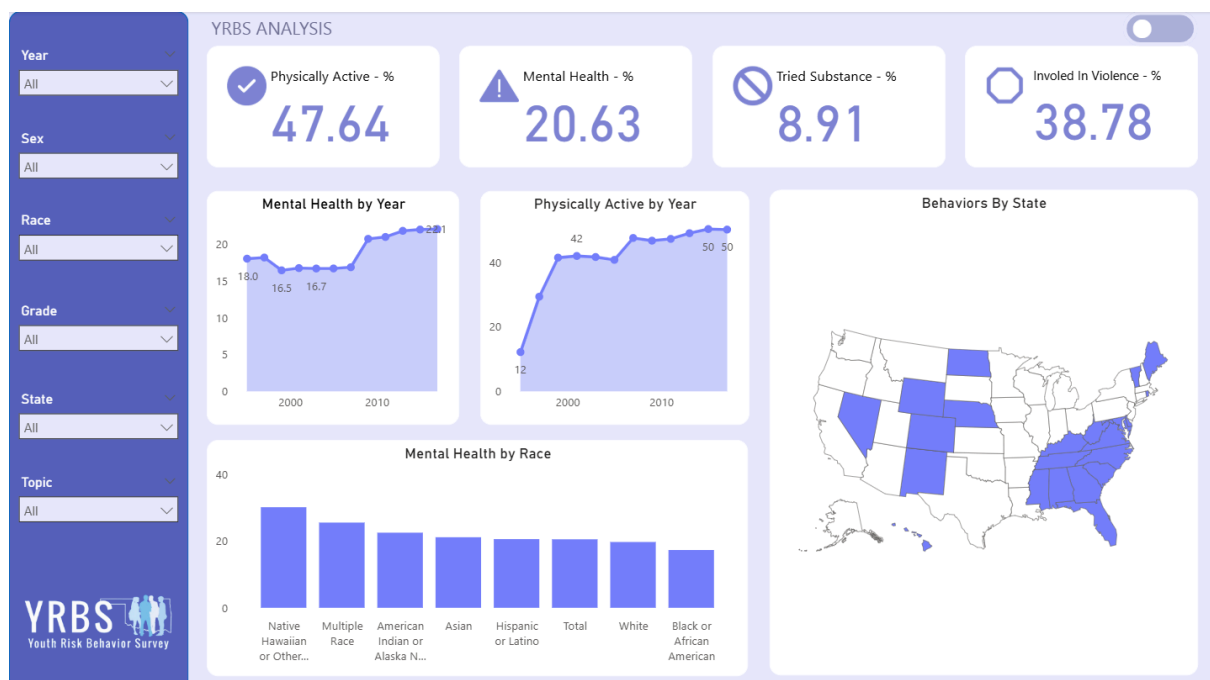 YRBS ANALYSIS
Year
All
Sex
All
Race
All
Grade
All
State
All
Topic
All
YRBS
Youth Risk Behavior Survey
Physically Active - %
47.64
Mental Health - %
20.63
Tried Substance - %
8.91
Involed In Violence - %
38.78
Mental Health by Year
20
15
10
5
0
18.0
16.5
16.7
22.1
2000
2010
Physically Active by Year
40
20
0
12
42
50
50
2000
2010
Behaviors By State
Mental Health by Race
40
20
0
Native
Hawaiian
or Other...
Multiple
Race
American
Indian or
Alaska N...
Asian
Hispanic
or Latino
Total
White
Black or
African
American